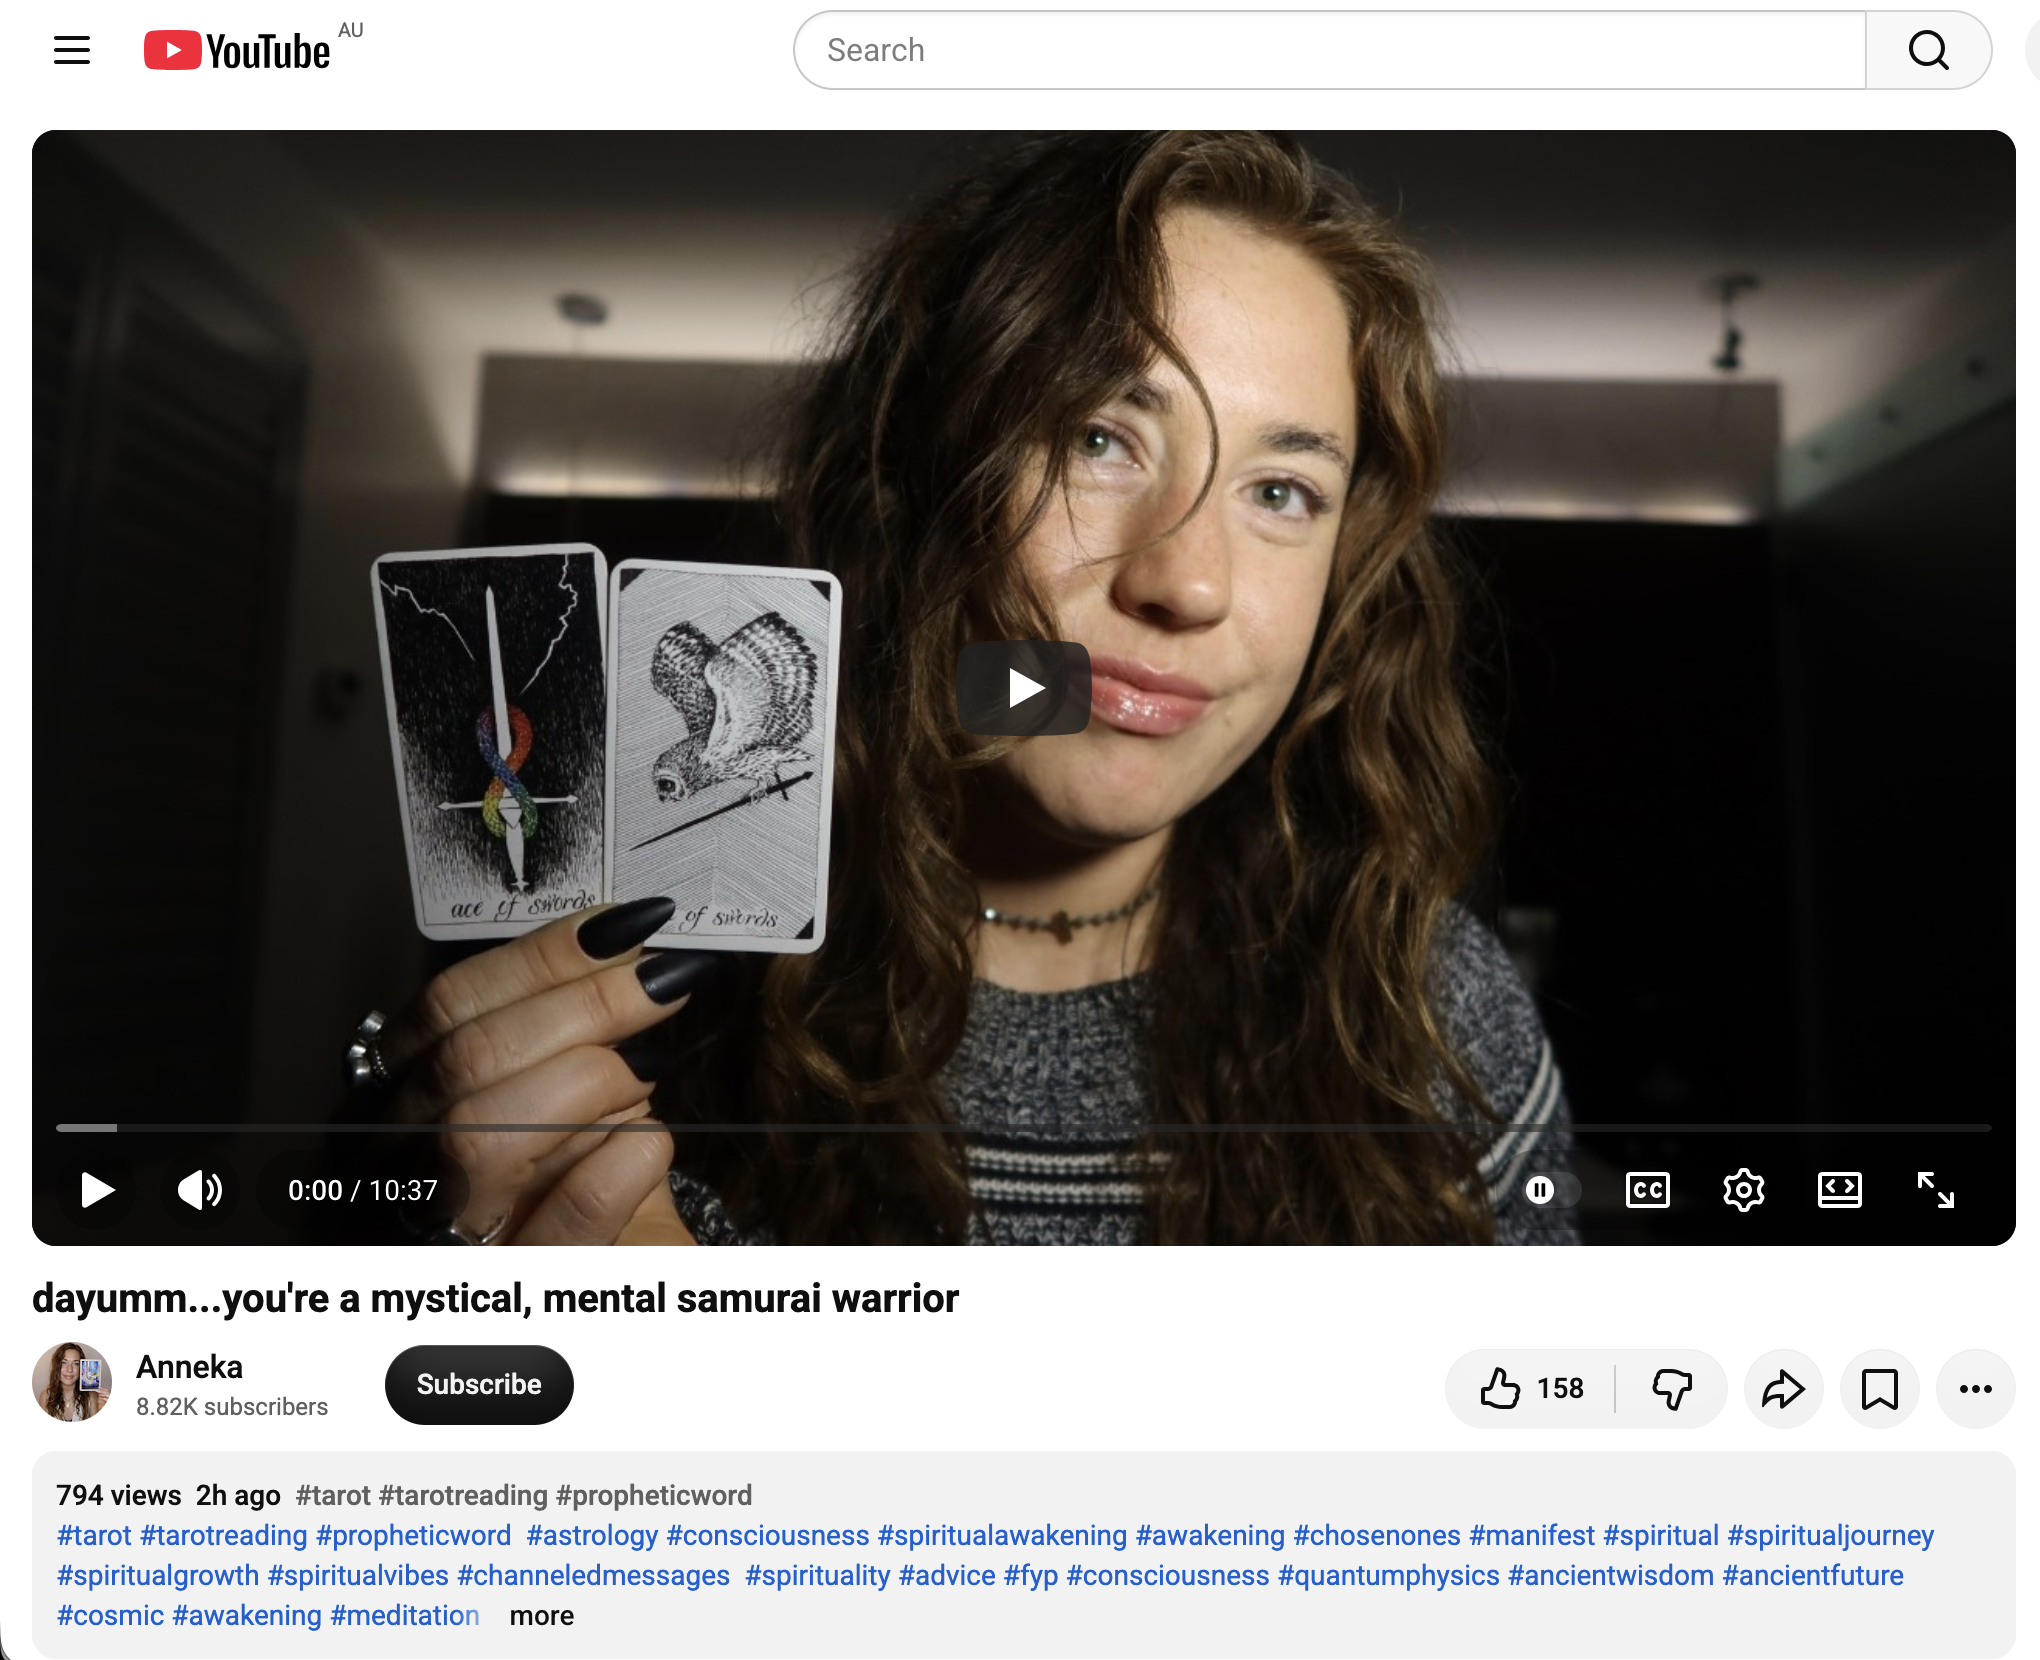 YouTube AU
Search
ace of swords
of swords
0:00 / 10:37
CC
dayumm...you're a mystical, mental samurai warrior
Anneka
8.82K subscribers
Subscribe
158
794 views 2h ago #tarot #tarotreading #propheticword
#tarot #tarotreading #propheticword #astrology #consciousness #spiritualawakening #awakening #chosenones #manifest #spiritual #spiritualjourney
#spiritualgrowth #spiritualvibes #channeledmessages #spirituality #advice #fyp #consciousness #quantumphysics #ancientwisdom #ancientfuture
#cosmic #awakening #meditation more